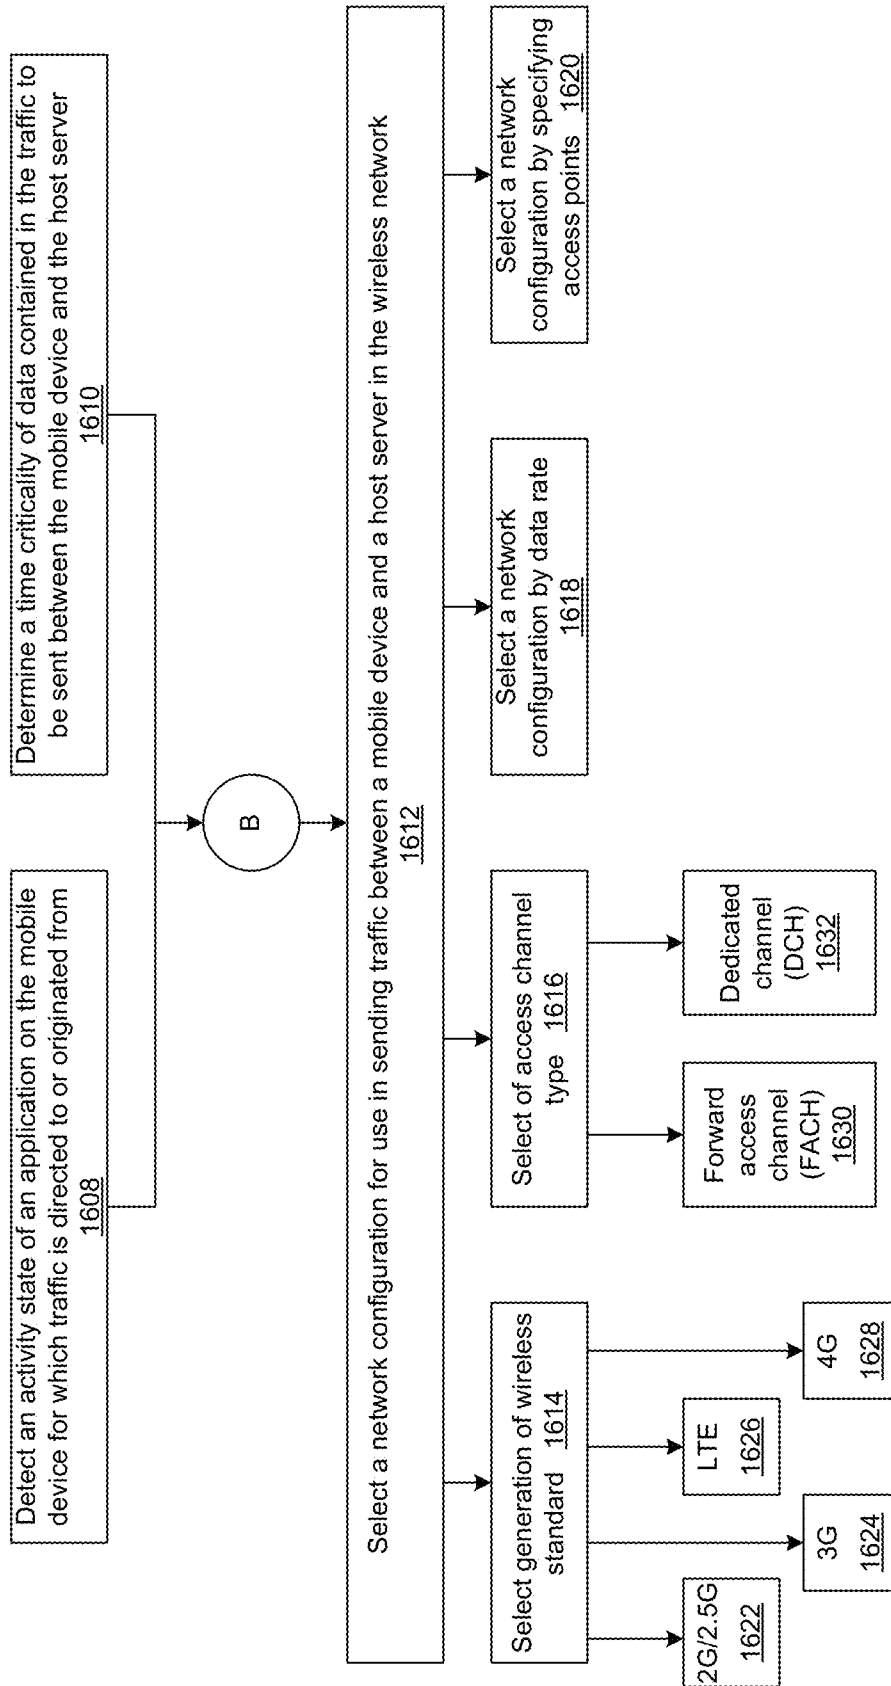 Detect an activity state of an application on the mobile
device for which traffic is directed to or originated from
1608
Determine a time criticality of data contained in the traffic to
be sent between the mobile device and the host server
1610
B
Select a network configuration for use in sending traffic between a mobile device and a host server in the wireless network
1612
Select generation of wireless
standard 1614
Select of access channel
type 1616
Select a network
configuration by data rate
1618
Select a network
configuration by specifying
access points 1620
2G/2.5G
1622
3G
1624
LTE
1626
4G
1628
Forward
access
channel
(FACH)
1630
Dedicated
channel
(DCH)
1632